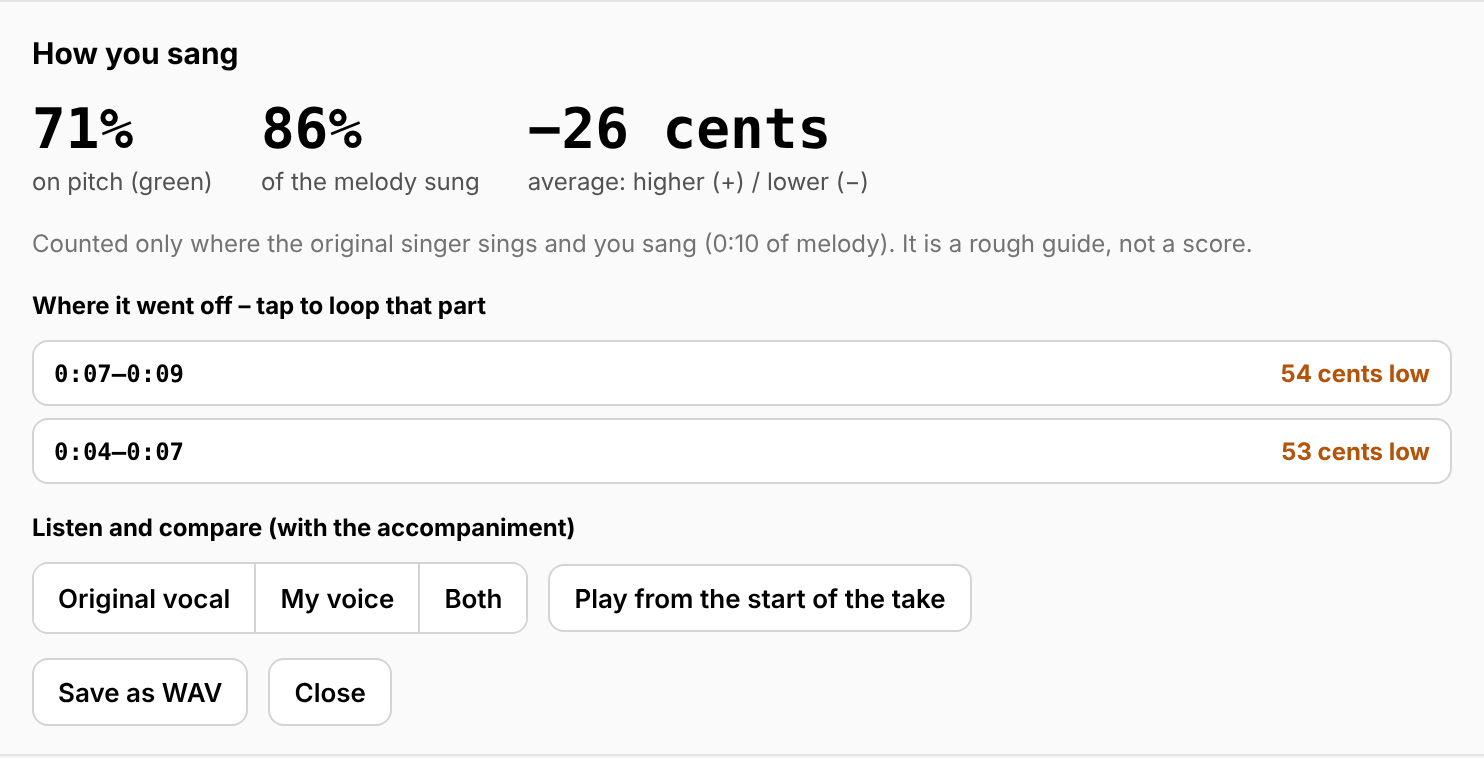 How you sang
71% 86% −26 cents
on pitch (green) of the melody sung average: higher (+) / lower (−)
Counted only where the original singer sings and you sang (0:10 of melody). It is a rough guide, not a score.
Where it went off – tap to loop that part
0:07–0:09 54 cents low
0:04–0:07 53 cents low
Listen and compare (with the accompaniment)
Original vocal My voice Both Play from the start of the take
Save as WAV Close